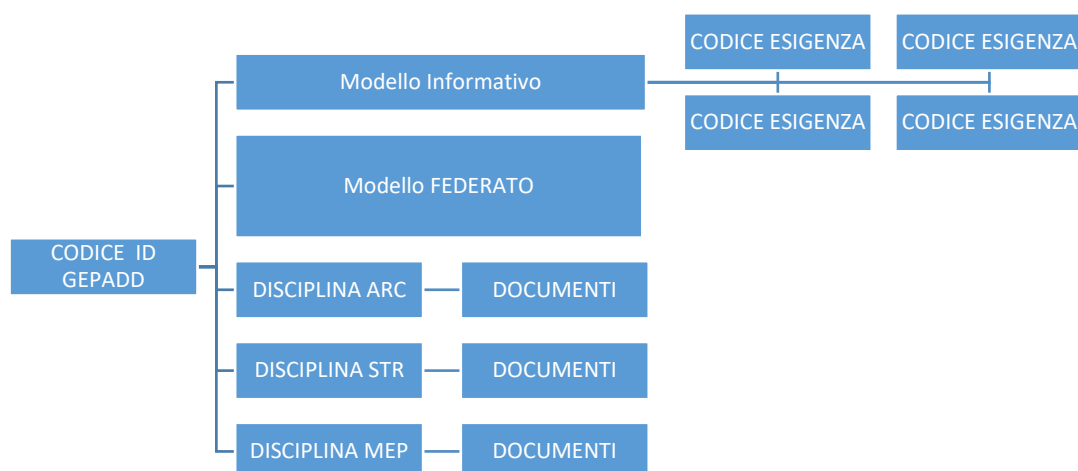 CODICE ESIGENZA
CODICE ESIGENZA
Modello Informativo
CODICE ESIGENZA
CODICE ESIGENZA
Modello FEDERATO
CODICE ID
GEPADD
DISCIPLINA ARC
DOCUMENTI
DISCIPLINA STR
DOCUMENTI
DISCIPLINA MEP
DOCUMENTI